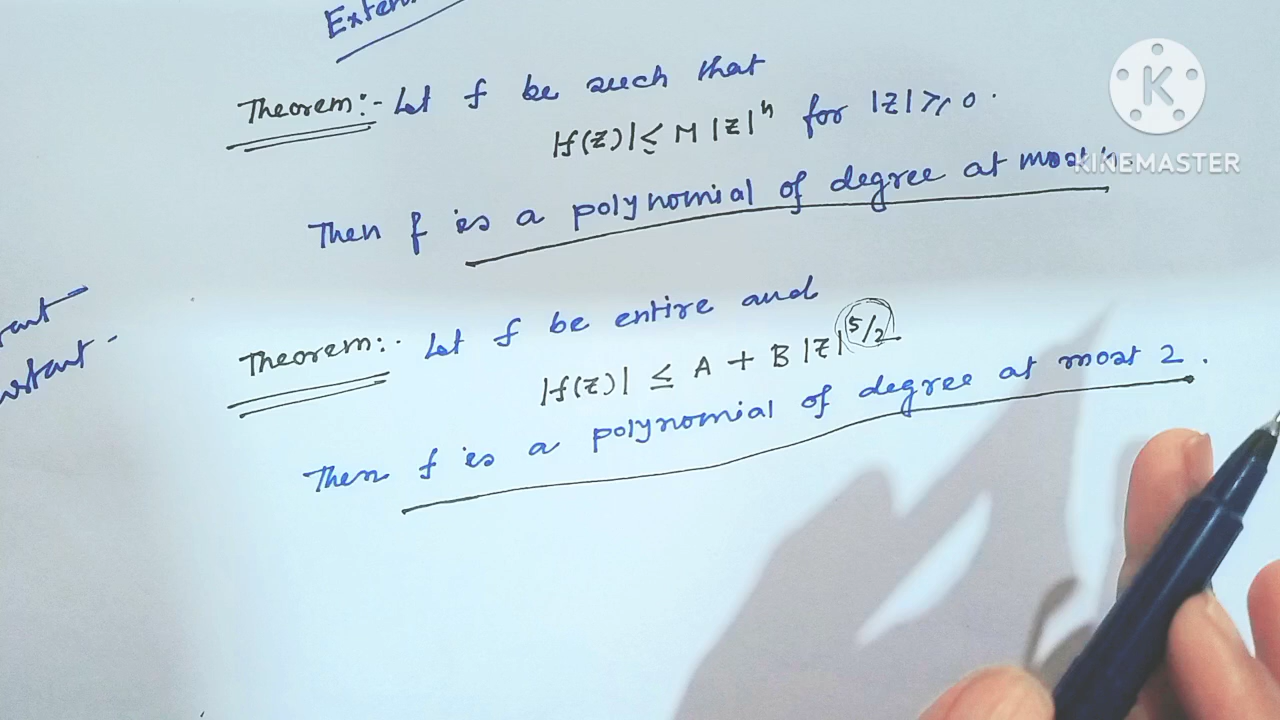 Exten
Theorem:- Let f be such that
|f(z)| ≤ M |z|ⁿ for |z| ≥ 0.
KINEMASTER
Then f is a polynomial of degree at most n.
Theorem:- Let f be entire and
|f(z)| ≤ A + B |z|^5/2
Then f is a polynomial of degree at most 2.